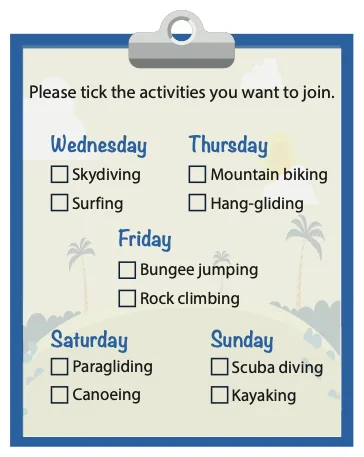 Please tick the activities you want to join.
Wednesday
Skydiving
Surfing
Thursday
Mountain biking
Hang-gliding
Friday
Bungee jumping
Rock climbing
Saturday
Paragliding
Canoeing
Sunday
Scuba diving
Kayaking